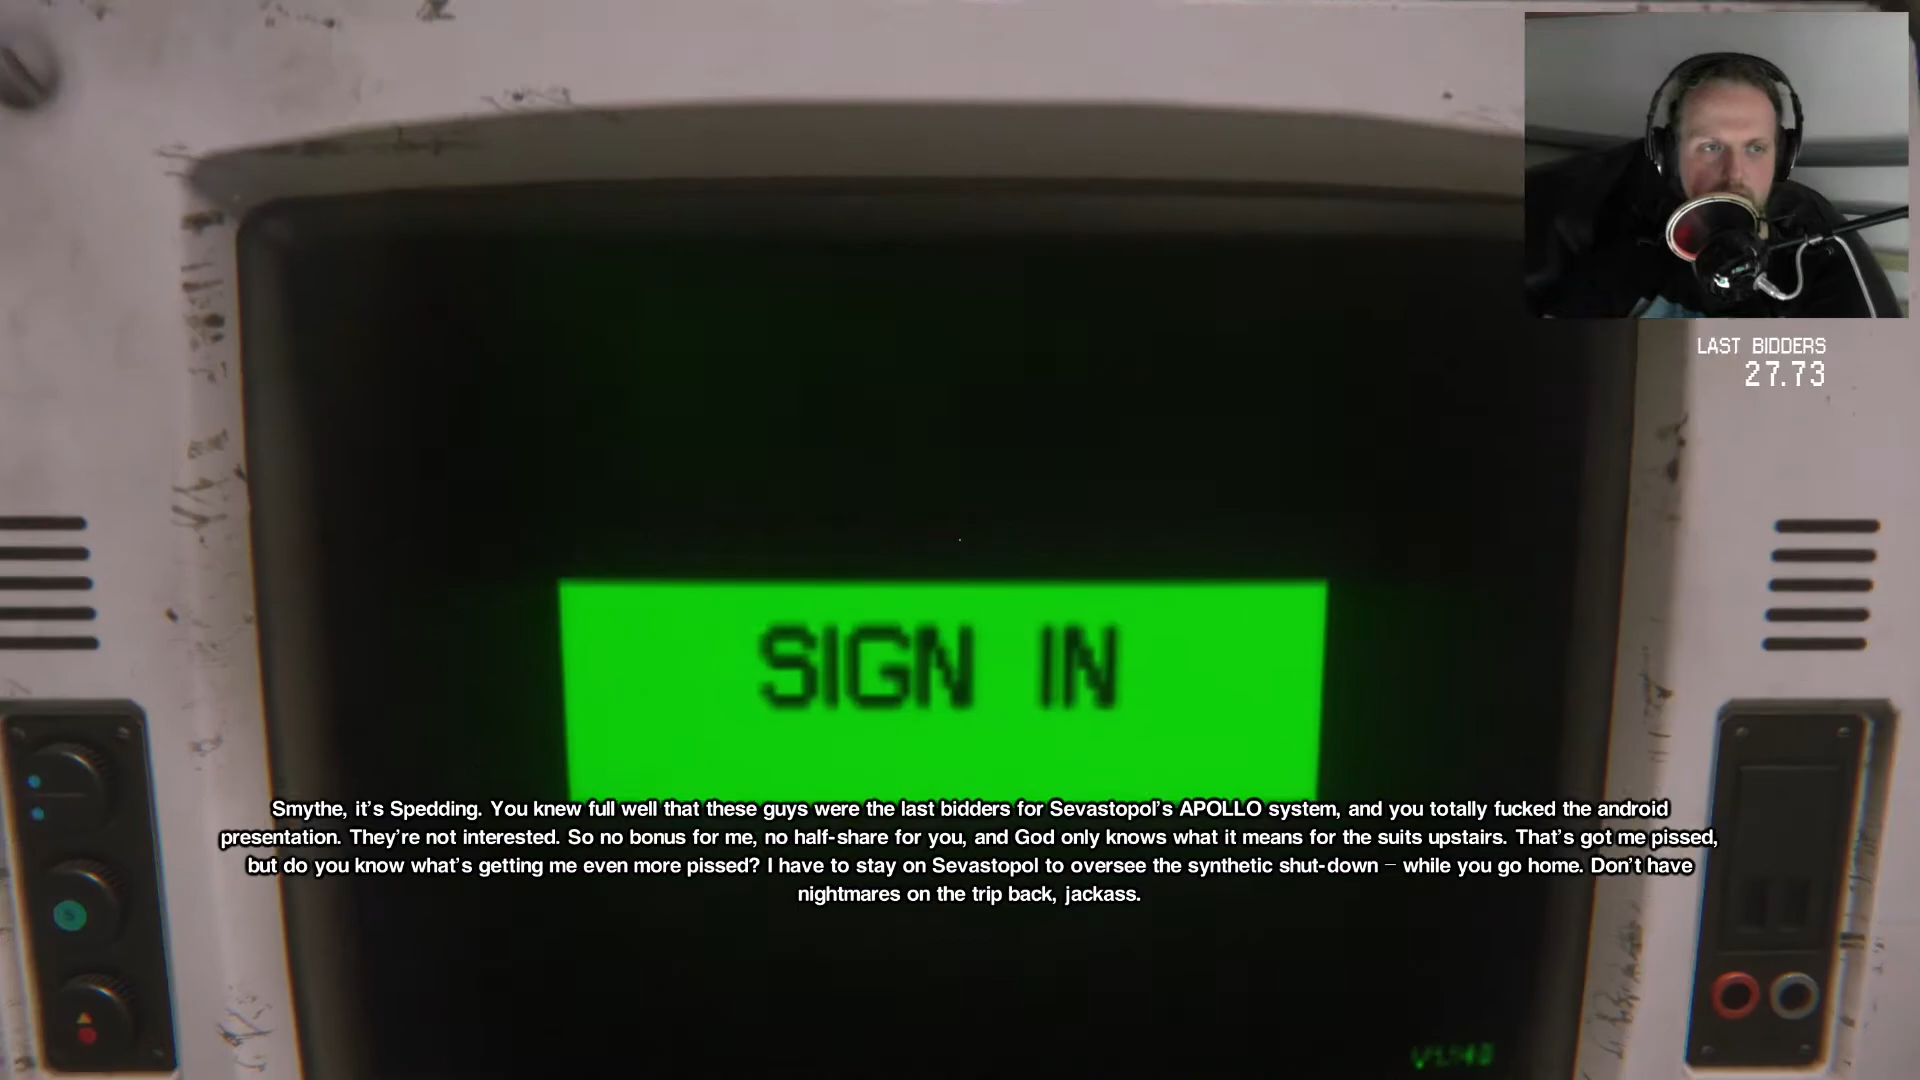 LAST BIDDERS
27.73
SIGN IN
Smythe, it's Spedding. You knew full well that these guys were the last bidders for Sevastopol's APOLLO system, and you totally fucked the android
presentation. They're not interested. So no bonus for me, no half-share for you, and God only knows what it means for the suits upstairs. That's got me pissed,
but do you know what's getting me even more pissed? I have to stay on Sevastopol to oversee the synthetic shut-down – while you go home. Don't have
nightmares on the trip back, jackass.